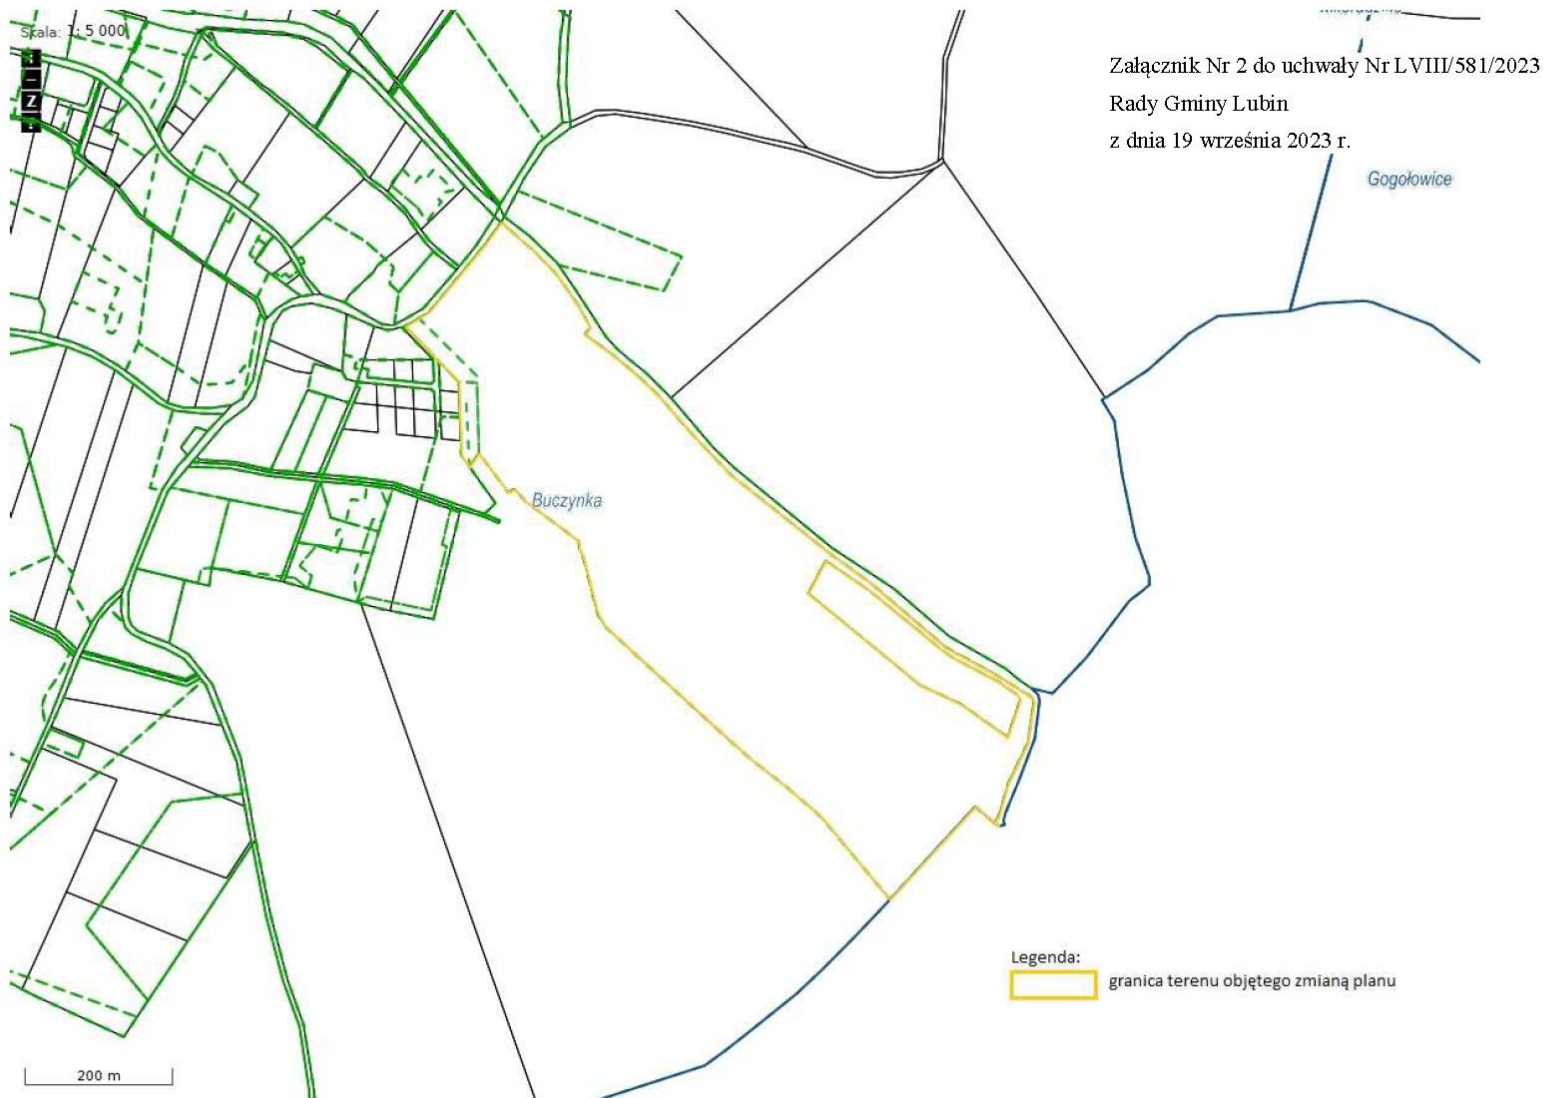 Skala: 1: 5 000
Z
Załącznik Nr 2 do uchwały Nr LVIII/581/2023
Rady Gminy Lubin
z dnia 19 września 2023 r.
Gogołowice
Buczynka
Legenda:
granica terenu objętego zmianą planu
200 m